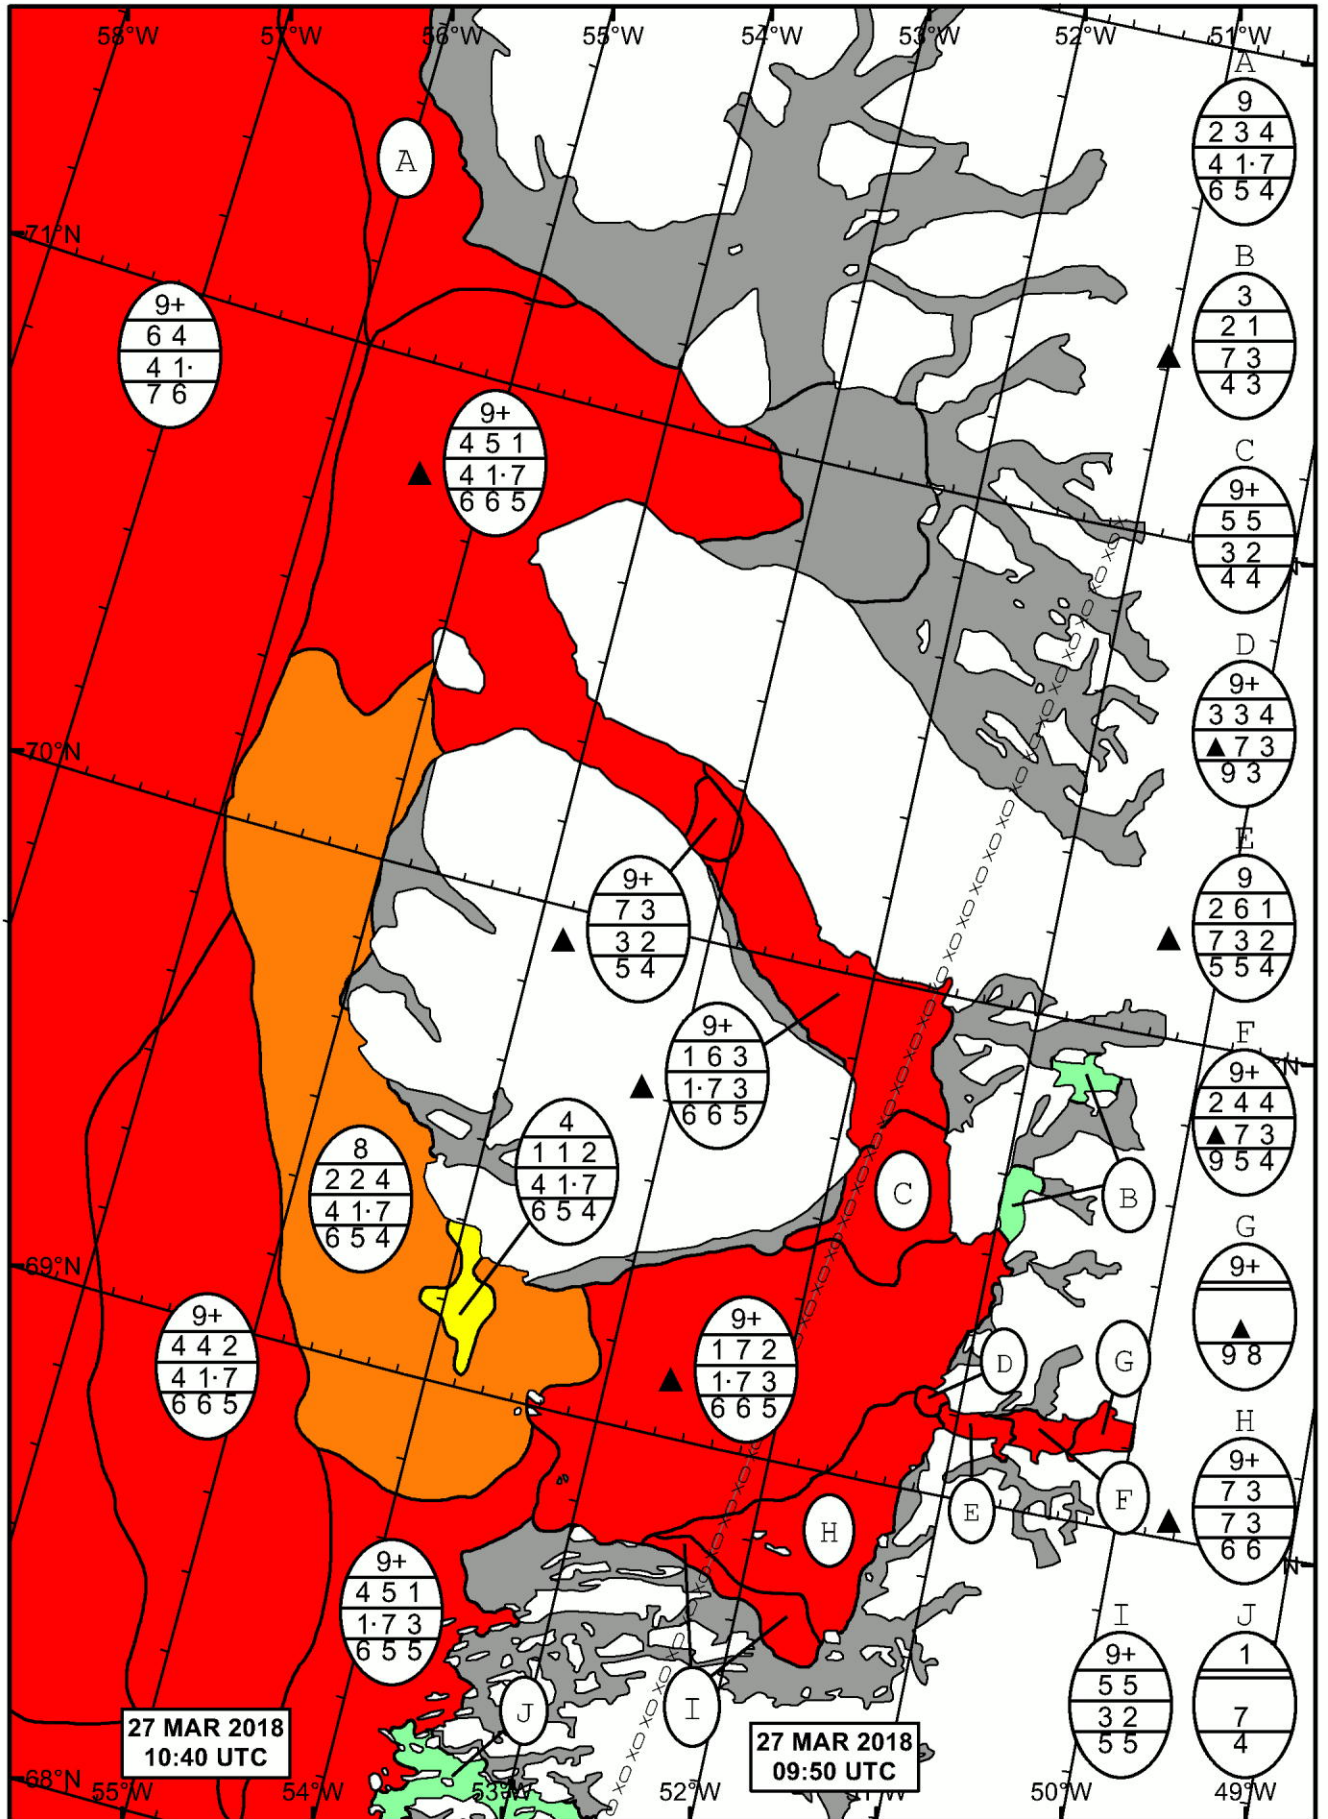 58°W 57°W 56°W 55°W 54°W 53°W 52°W 51°W
A
9
2 3 4
4 1·7
6 5 4
A
71°N
B
3
2 1
7 3
4 3
9+
6 4
4 1·
7 6
9+
4 5 1
4 1·7
6 6 5
C
9+
5 5
3 2
4 4
D
9+
3 3 4
▲ 7 3
9 3
70°N
E
9
2 6 1
7 3 2
5 5 4
9+
7 3
3 2
5 4
9+
1 6 3
1·7 3
6 6 5
F
9+
2 4 4
▲ 7 3
9 5 4
N
4
1 1 2
4 1·7
6 5 4
8
2 2 4
4 1·7
6 5 4
C
B
G
9+
▲
9 8
69°N
9+
4 4 2
4 1·7
6 6 5
9+
1 7 2
1·7 3
6 6 5
D
G
H
9+
7 3
7 3
6 6
E
F
H
N
9+
4 5 1
1·7 3
6 5 5
I
9+
5 5
3 2
5 5
J
1
7
4
J
I
27 MAR 2018
10:40 UTC
27 MAR 2018
09:50 UTC
68°N
55°W 54°W 53°W 52°W 50°W 49°W